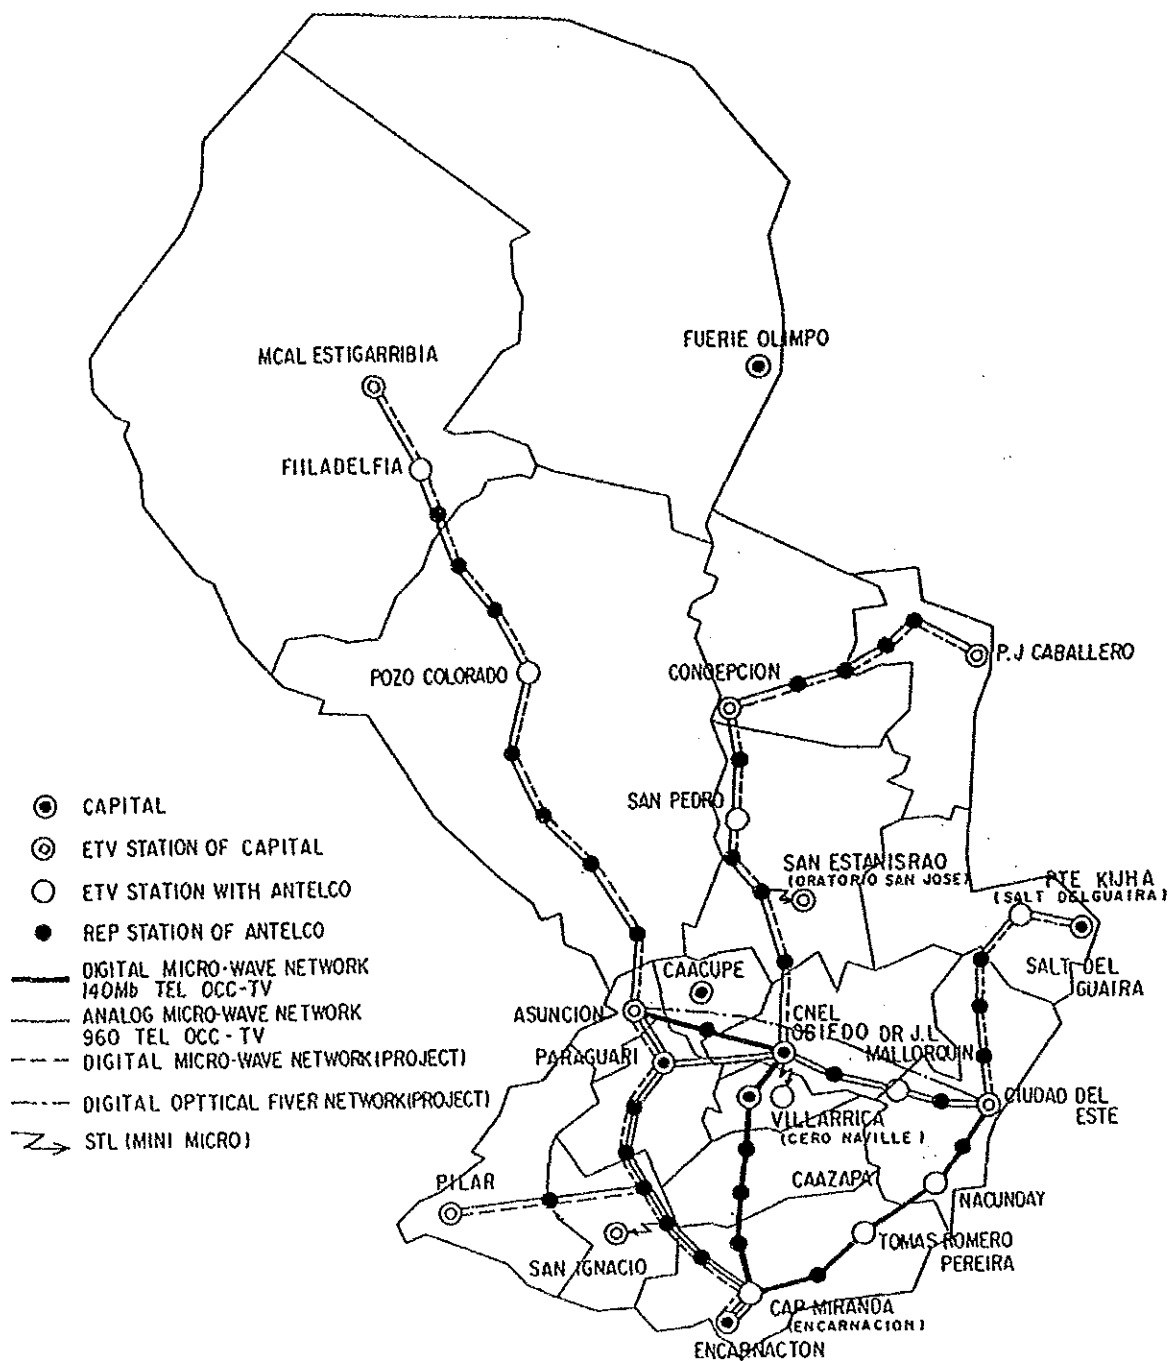 FUERIE OLIMPO
MCAL ESTIGARRIBIA
FIILADELFIA
P.J CABALLERO
CONCEPCION
POZO COLORADO
SAN PEDRO
CAPITAL
ETV STATION OF CAPITAL
ETV STATION WITH ANTELCO
REP STATION OF ANTELCO
DIGITAL MICRO-WAVE NETWORK
140Mb TEL OCC-TV
ANALOG MICRO-WAVE NETWORK
960 TEL OCC-TV
DIGITAL MICRO-WAVE NETWORK(PROJECT)
DIGITAL OPTTICAL FIVER NETWORK(PROJECT)
STL (MINI MICRO)
SAN ESTANISRAO
(ORATORIO SAN JOSE)
PTE KIJHA
(SALT DELGUAIRA)
SALT DEL
GUAIRA
CAACUPE
ASUNCION
CNEL
OBIEDO
DR J.L
MALLORQUIN
PARAGUARI
CIUDAD DEL
ESTE
VILLARRICA
(CERO NAVILLE)
CAAZAPA
PILAR
NACUNDAY
TOMAS ROMERO
PEREIRA
SAN IGNACIO
CAP MIRANDA
(ENCARNACION)
ENCARNACTON